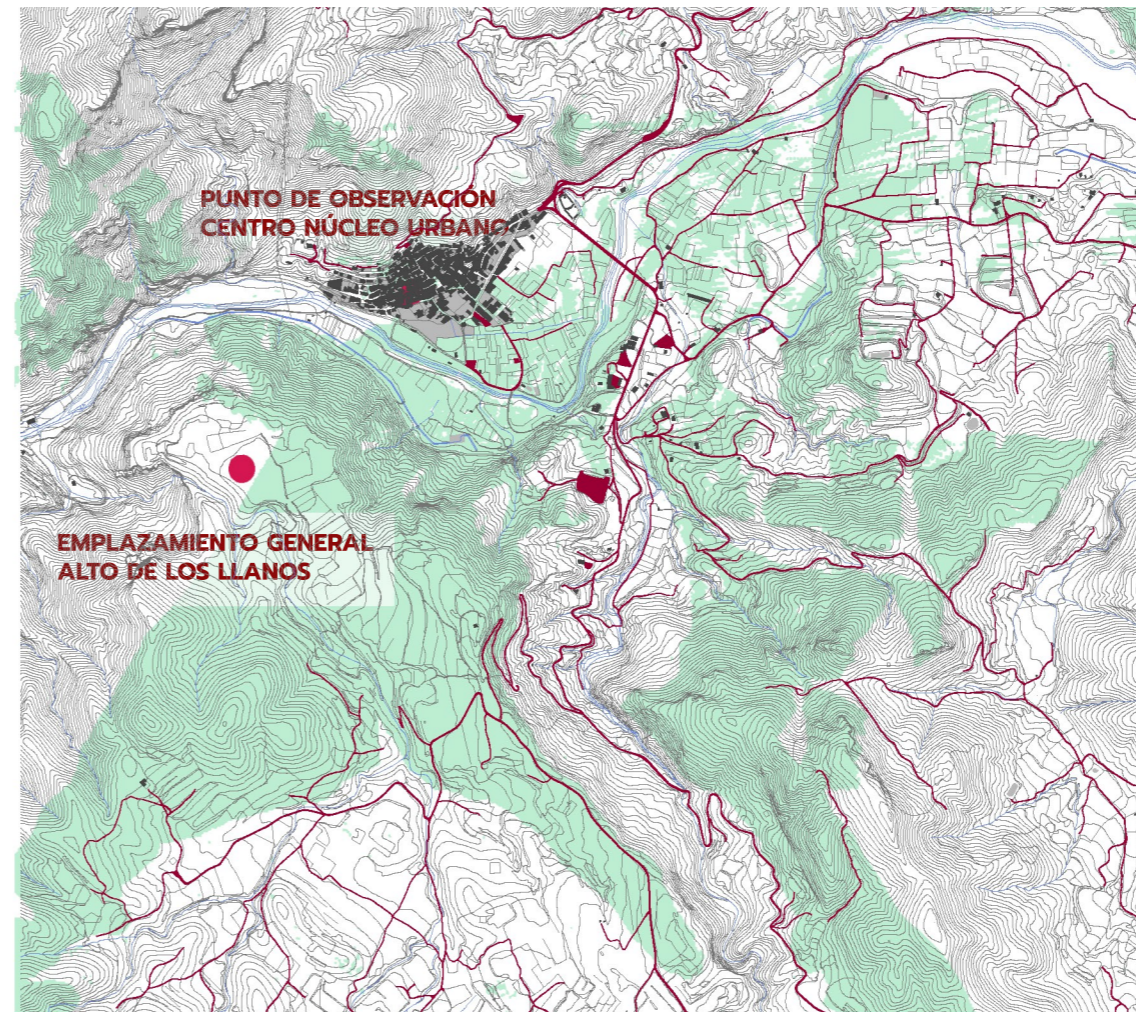 PUNTO DE OBSERVACIÓN
CENTRO NÚCLEO URBANO
EMPLAZAMIENTO GENERAL
ALTO DE LOS LLANOS